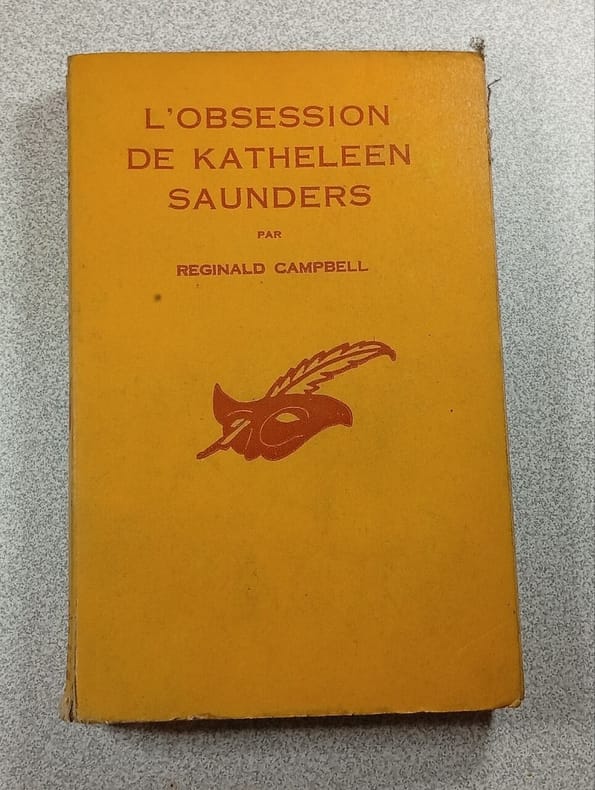 L'OBSESSION
DE KATHELEEN
SAUNDERS
PAR
REGINALD CAMPBELL